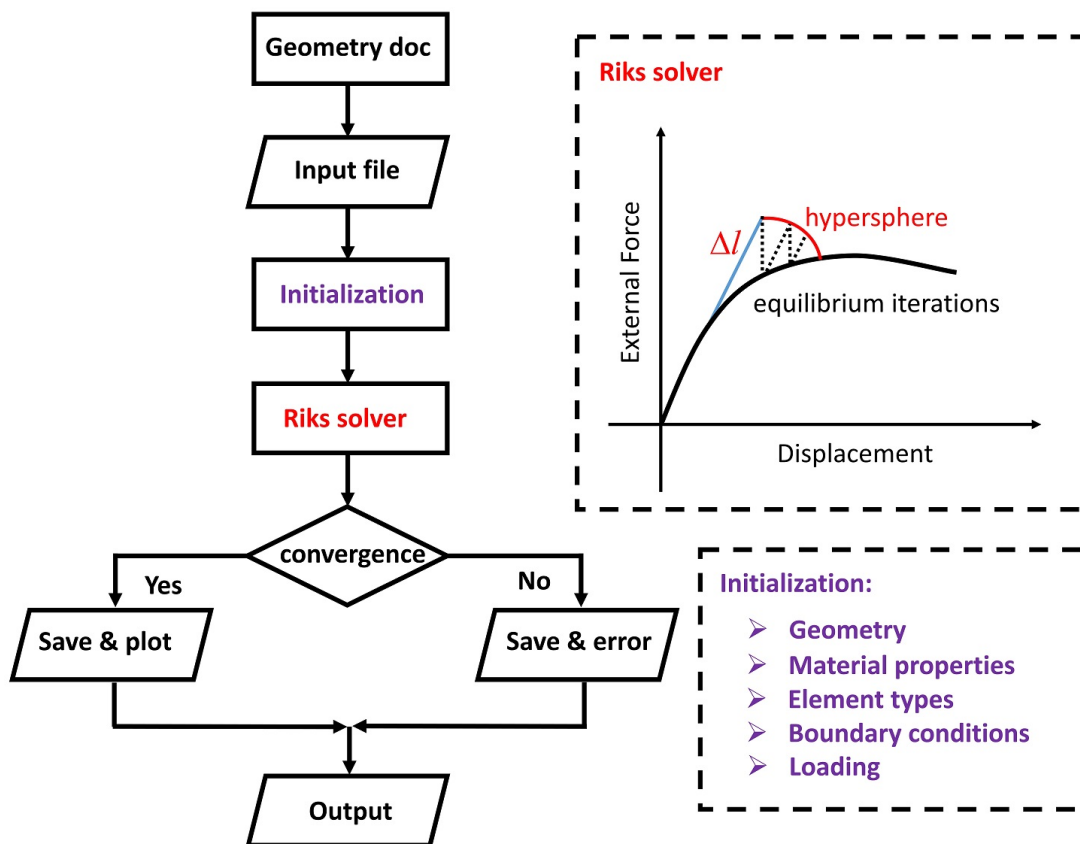 Geometry doc
Input file
Initialization
Riks solver
convergence
Yes
No
Save & plot
Save & error
Output
Riks solver
External Force
Δl
hypersphere
equilibrium iterations
Displacement
Initialization:
➢ Geometry
➢ Material properties
➢ Element types
➢ Boundary conditions
➢ Loading